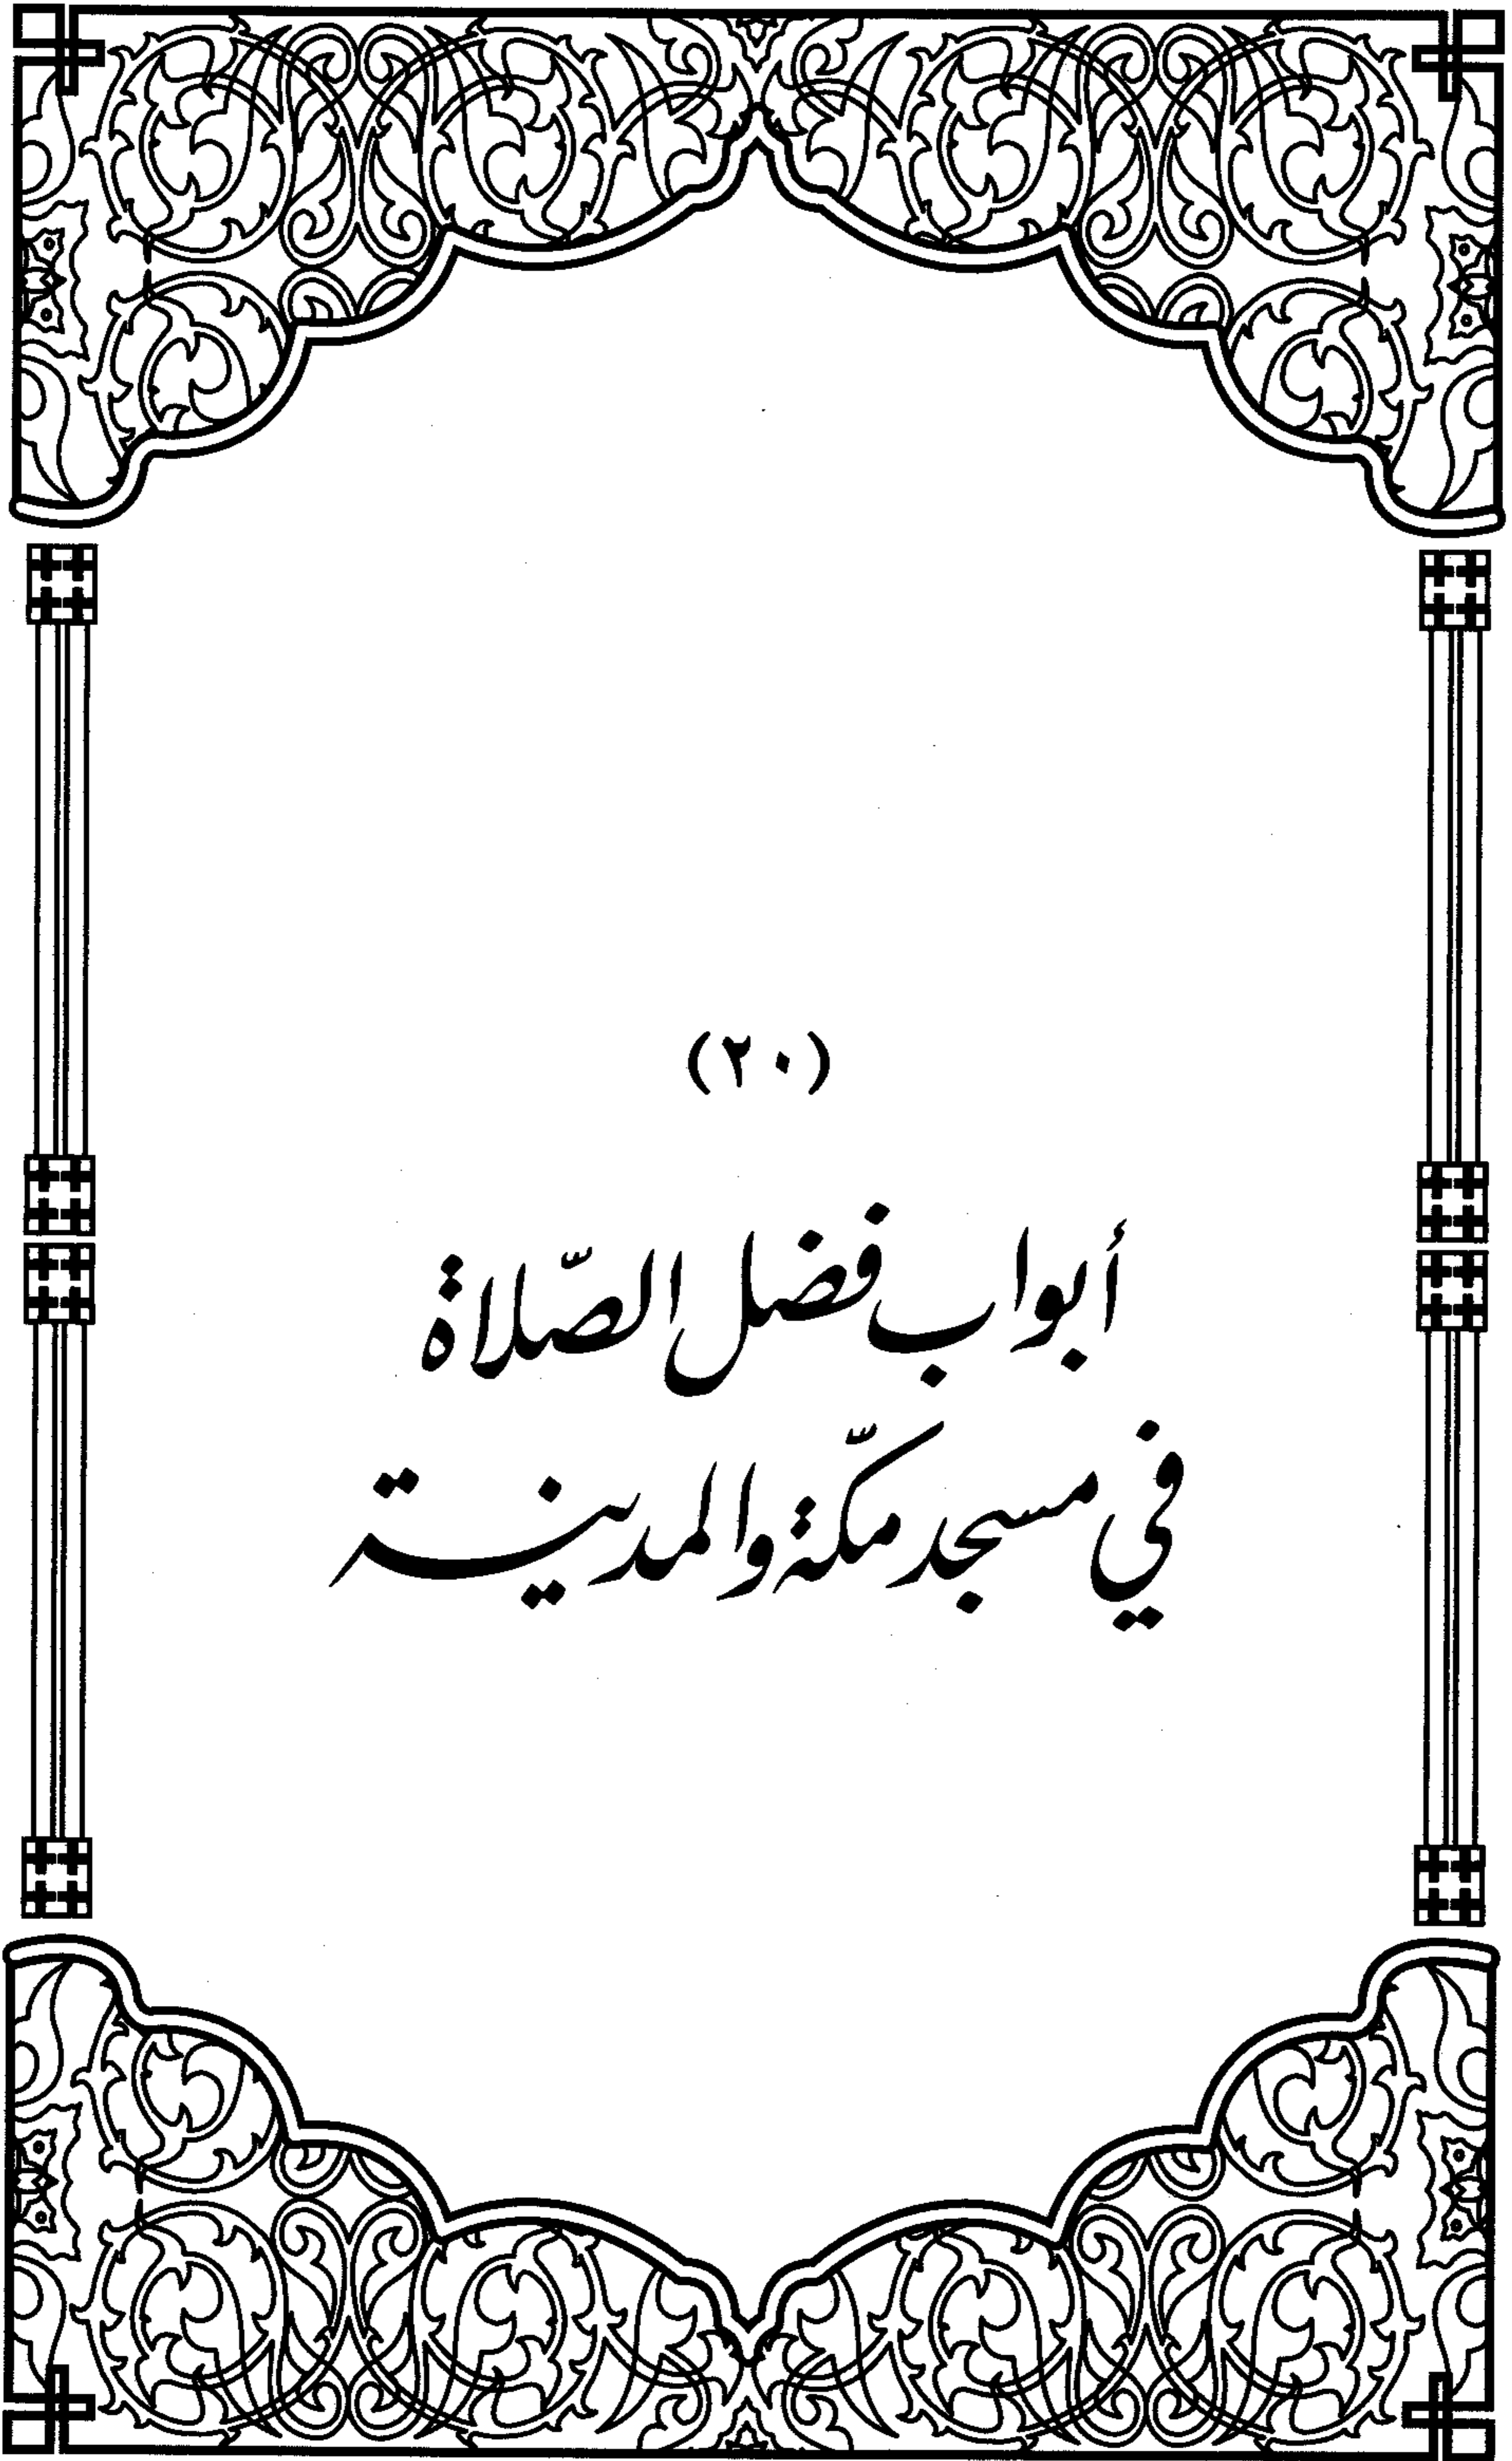 (٢٠)
أبواب فضل الصّلاة
في مسجد مكّة والمدينة